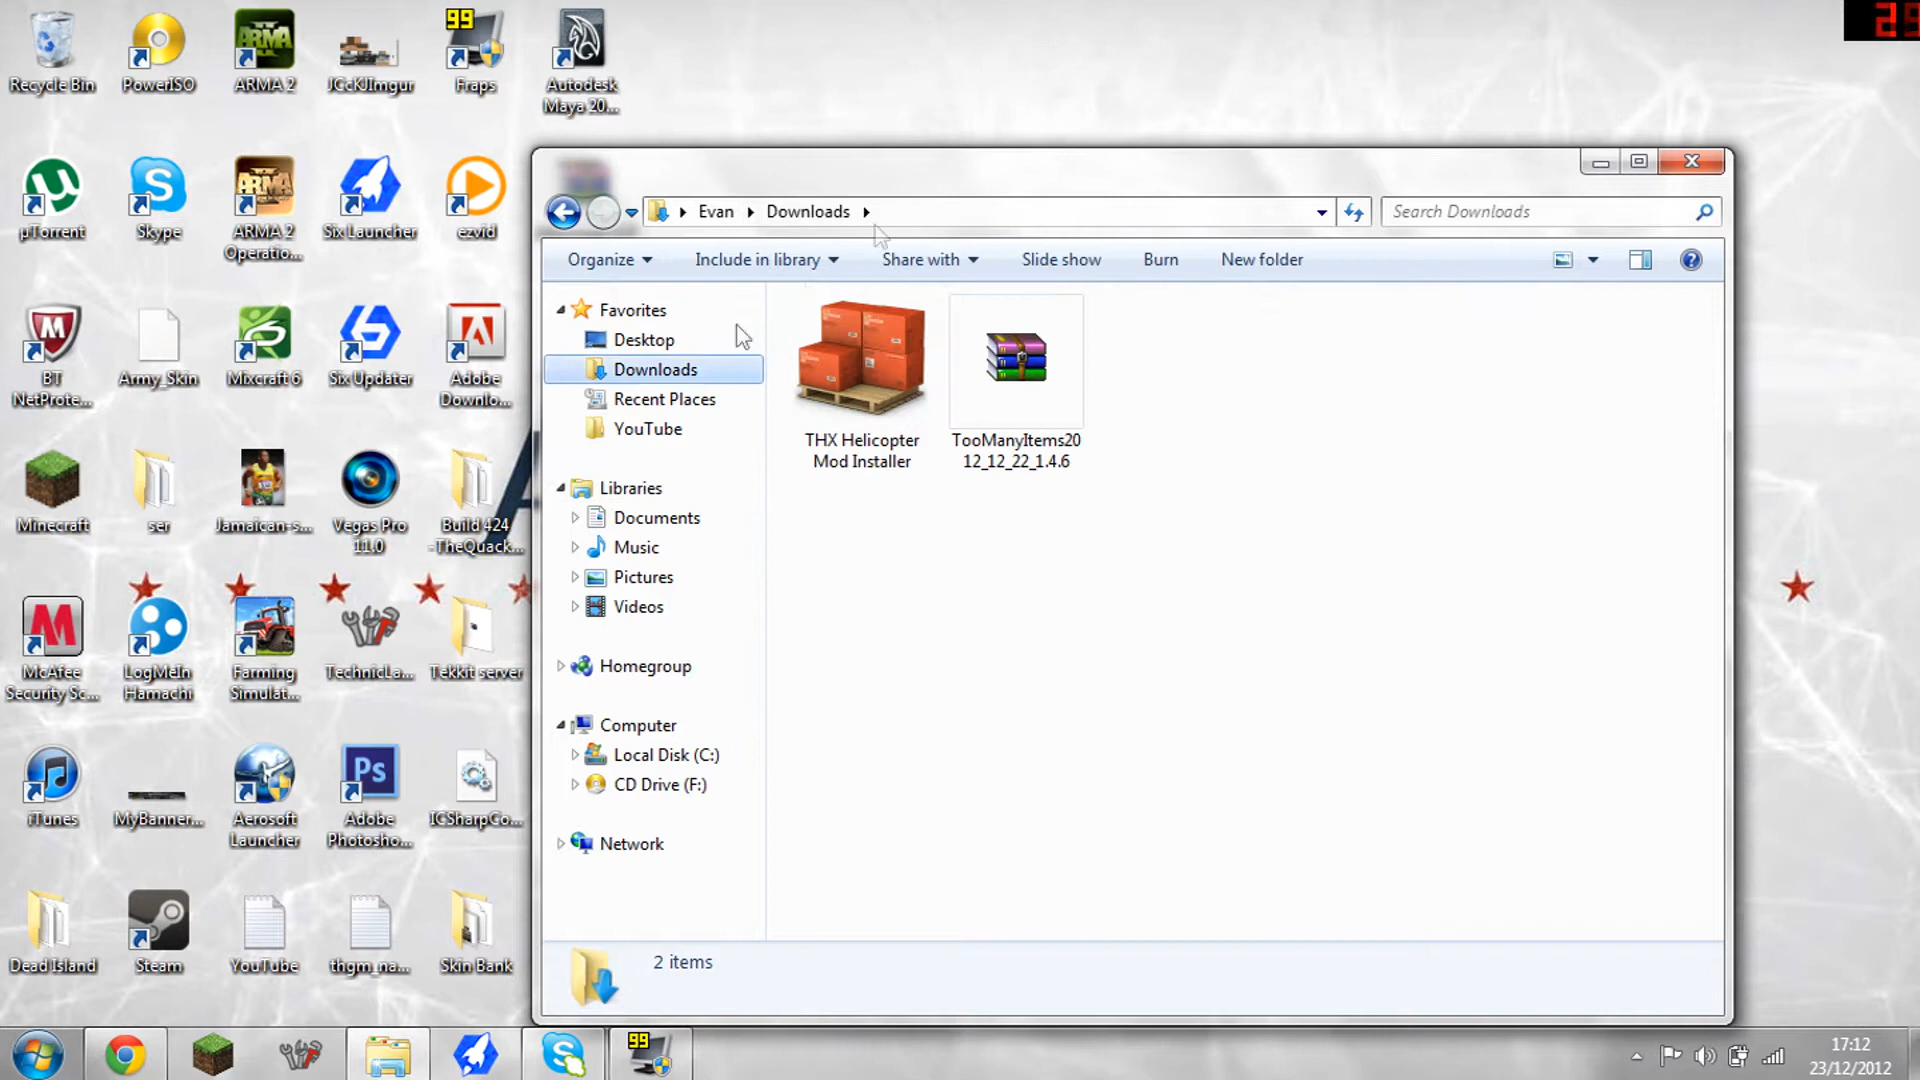 99
29
Recycle Bin
PowerISO
ARMA 2
JCcKJImgur
Fraps
Autodesk
Maya 20...
µTorrent
Skype
ARMA 2
Operatio...
Six Launcher
ezvid
BT
NetProte...
Army_Skin
Mixcraft 6
Six Updater
Adobe
Downlo...
Minecraft
ser
Jamaican-s...
Vegas Pro
11.0
Build 424
-TheQuack...
McAfee
Security Sc...
LogMeIn
Hamachi
Farming
Simulat...
TechnicLa...
Tekkit server
iTunes
MyBanner...
Aerosoft
Launcher
Adobe
Photosho...
ICSharpCo...
Dead Island
Steam
YouTube
thgm_na...
Skin Bank
Evan
Downloads
Search Downloads
Organize
Include in library
Share with
Slide show
Burn
New folder
Favorites
Desktop
Downloads
Recent Places
YouTube
Libraries
Documents
Music
Pictures
Videos
Homegroup
Computer
Local Disk (C:)
CD Drive (F:)
Network
THX Helicopter
Mod Installer
TooManyItems20
12_12_22_1.4.6
2 items
99
17:12
23/12/2012